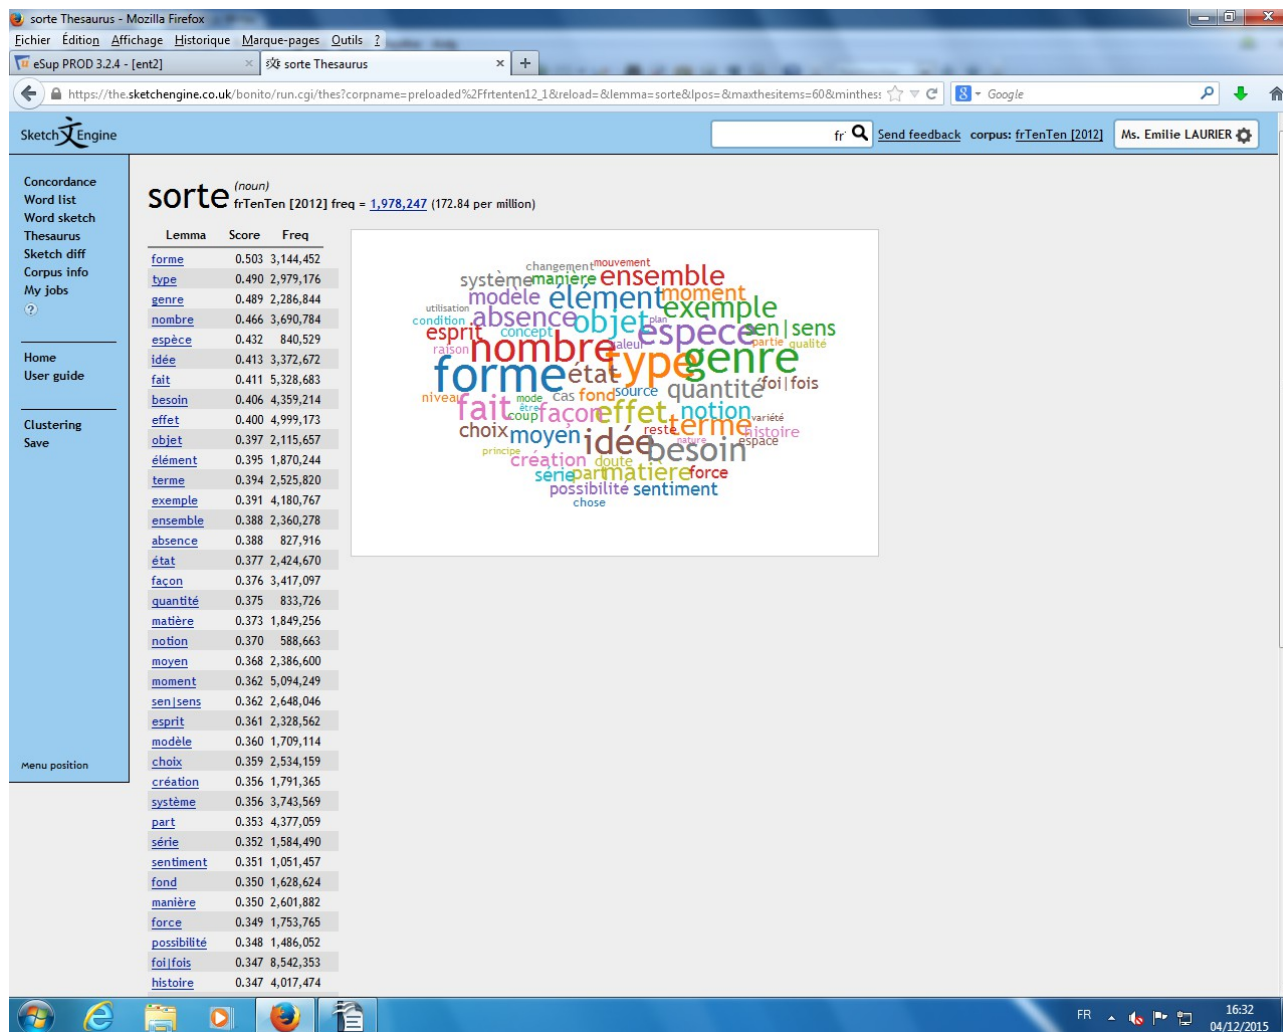 sorte Thesaurus - Mozilla Firefox
Fichier Édition Affichage Historique Marque-pages Outils ?
eSup PROD 3.2.4 - [ent2] × sorte Thesaurus × +
https://the.sketchengine.co.uk/bonito/run.cgi/thes?corpname=preloaded%2Ffrtenten12_1&reload=&lemma=sorte&lpos=&maxthesitems=60&minthes: Google
Sketch Engine fr Send feedback corpus: frTenTen [2012] Ms. Emilie LAURIER
Concordance
Word list
Word sketch
Thesaurus
Sketch diff
Corpus info
My jobs
?
Home
User guide
Clustering
Save
Menu position
sorte (noun)
frTenTen [2012] freq = 1,978,247 (172.84 per million)
Lemma Score Freq
forme 0.503 3,144,452
type 0.490 2,979,176
genre 0.489 2,286,844
nombre 0.466 3,690,784
espèce 0.432 840,529
idée 0.413 3,372,672
fait 0.411 5,328,683
besoin 0.406 4,359,214
effet 0.400 4,999,173
objet 0.397 2,115,657
élément 0.395 1,870,244
terme 0.394 2,525,820
exemple 0.391 4,180,767
ensemble 0.388 2,360,278
absence 0.388 827,916
état 0.377 2,424,670
façon 0.376 3,417,097
quantité 0.375 833,726
matière 0.373 1,849,256
notion 0.370 588,663
moyen 0.368 2,386,600
moment 0.362 5,094,249
sen|sens 0.362 2,648,046
esprit 0.361 2,328,562
modèle 0.360 1,709,114
choix 0.359 2,534,159
création 0.356 1,791,365
système 0.356 3,743,569
part 0.353 4,377,059
série 0.352 1,584,490
sentiment 0.351 1,051,457
fond 0.350 1,628,624
manière 0.350 2,601,882
force 0.349 1,753,765
possibilité 0.348 1,486,052
foi|fois 0.347 8,542,353
histoire 0.347 4,017,474
changement mouvement
système manière ensemble
modèle élément moment
utilisation absence objet exemple
condition concept plan espèce sen|sens
esprit valeur partie qualité
raison nombre type genre
forme état quantité foi|fois
niveau mode cas fond source
fait être coup façon effet notion variété
choix moyen reste terme histoire
idée besoin nature espace
principe création doute
série part matière force
possibilité sentiment
chose
FR 16:32
04/12/2015